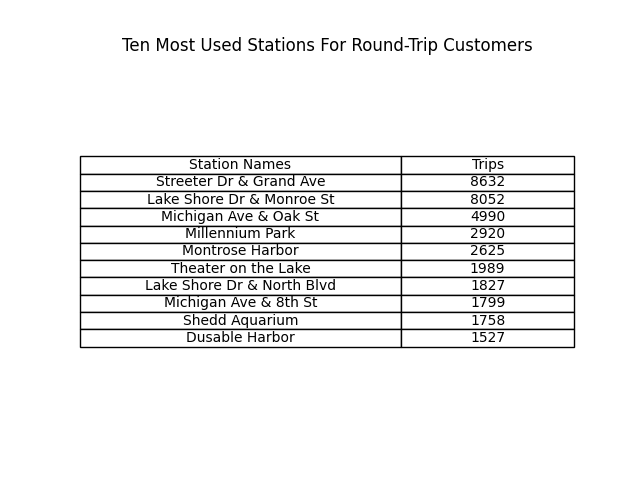 Ten Most Used Stations For Round-Trip Customers
Station Names Trips
Streeter Dr & Grand Ave 8632
Lake Shore Dr & Monroe St 8052
Michigan Ave & Oak St 4990
Millennium Park 2920
Montrose Harbor 2625
Theater on the Lake 1989
Lake Shore Dr & North Blvd 1827
Michigan Ave & 8th St 1799
Shedd Aquarium 1758
Dusable Harbor 1527